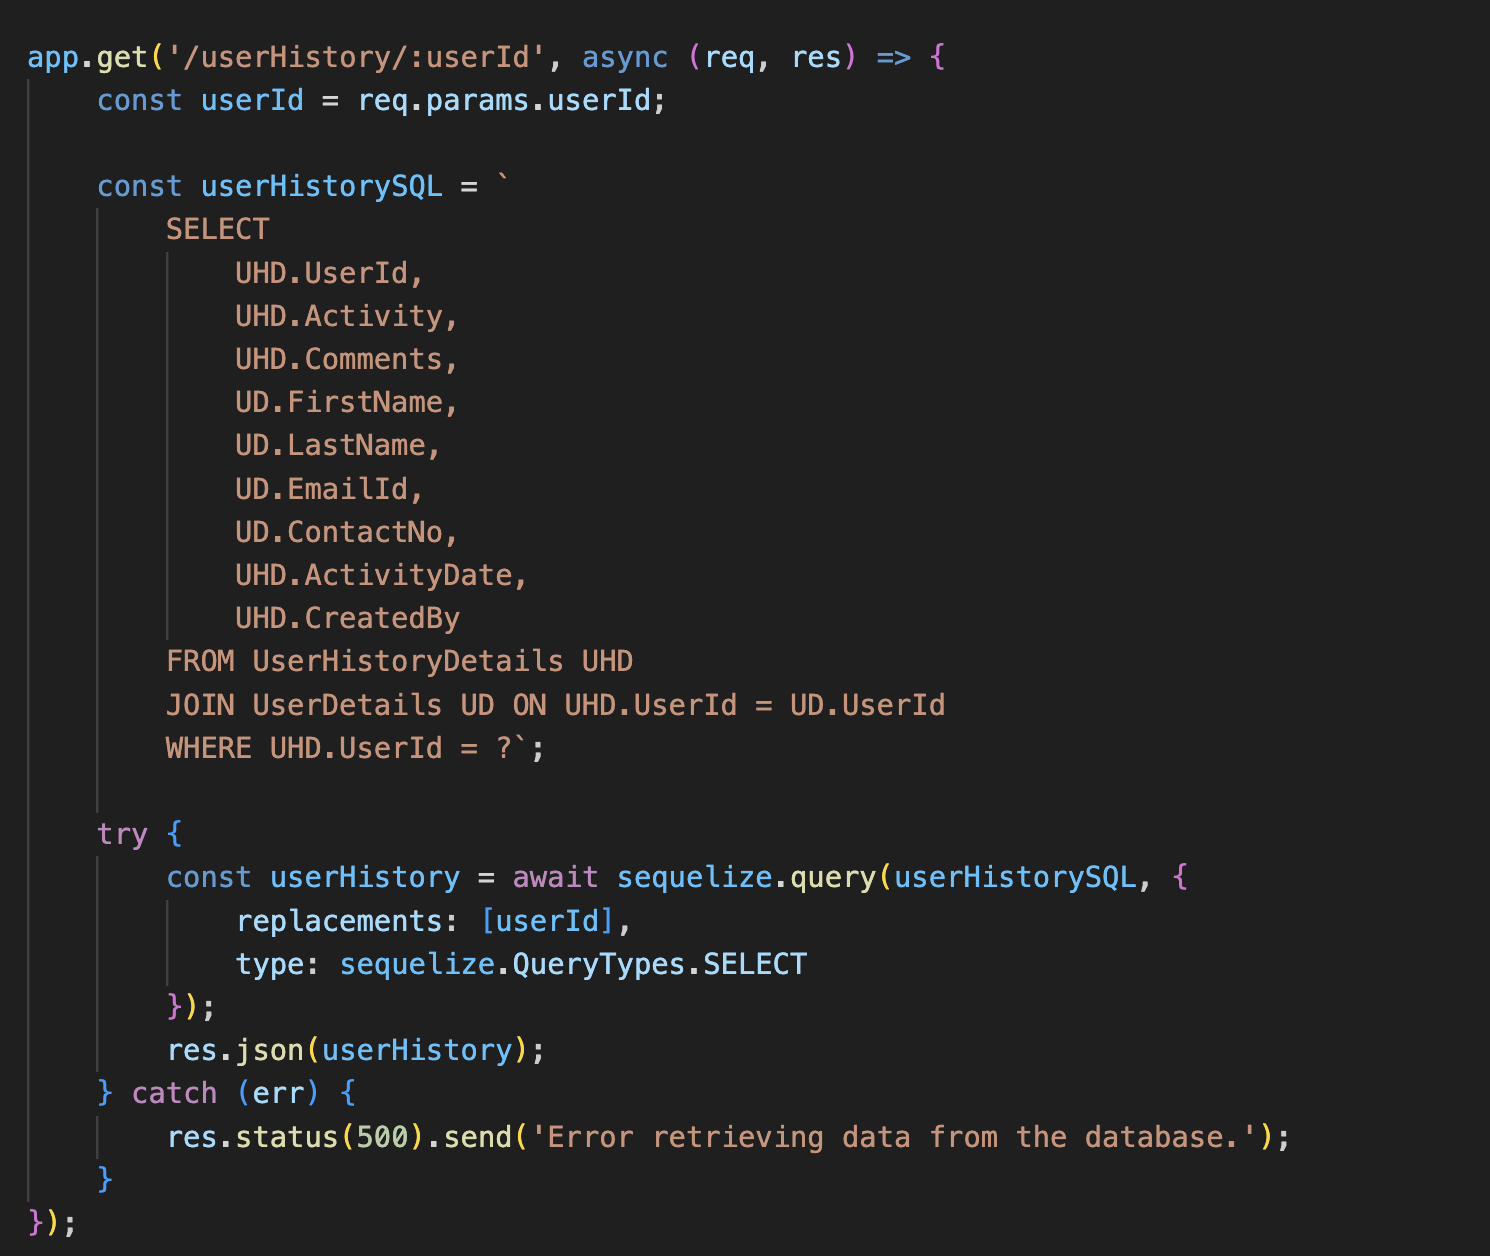 app.get('/userHistory/:userId', async (req, res) => {
    const userId = req.params.userId;

    const userHistorySQL = `
        SELECT
            UHD.UserId,
            UHD.Activity,
            UHD.Comments,
            UD.FirstName,
            UD.LastName,
            UD.EmailId,
            UD.ContactNo,
            UHD.ActivityDate,
            UHD.CreatedBy
        FROM UserHistoryDetails UHD
        JOIN UserDetails UD ON UHD.UserId = UD.UserId
        WHERE UHD.UserId = ?`;

    try {
        const userHistory = await sequelize.query(userHistorySQL, {
            replacements: [userId],
            type: sequelize.QueryTypes.SELECT
        });
        res.json(userHistory);
    } catch (err) {
        res.status(500).send('Error retrieving data from the database.');
    }
});